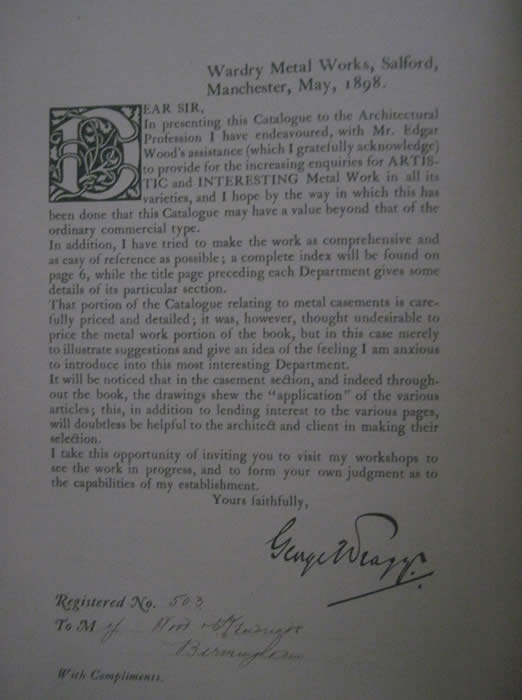 Wardry Metal Works, Salford,
Manchester, May, 1898.
DEAR SIR,
In presenting this Catalogue to the Architectural
Profession I have endeavoured, with Mr. Edgar
Wood's assistance (which I gratefully acknowledge)
to provide for the increasing enquiries for ARTIS-
TIC and INTERESTING Metal Work in all its
varieties, and I hope by the way in which this has
been done that this Catalogue may have a value beyond that of the
ordinary commercial type.
In addition, I have tried to make the work as comprehensive and
as easy of reference as possible; a complete index will be found on
page 6, while the title page preceding each Department gives some
details of its particular section.
That portion of the Catalogue relating to metal casements is care-
fully priced and detailed; it was, however, thought undesirable to
price the metal work portion of the book, but in this case merely
to illustrate suggestions and give an idea of the feeling I am anxious
to introduce into this most interesting Department.
It will be noticed that in the casement section, and indeed through-
out the book, the drawings shew the "application" of the various
articles; this, in addition to lending interest to the various pages,
will doubtless be helpful to the architect and client in making their
selection.
I take this opportunity of inviting you to visit my workshops to
see the work in progress, and to form your own judgment as to
the capabilities of my establishment.
Yours faithfully,
George Wragge
Registered No. 503
To M Wood &
Birmingham
With Compliments.